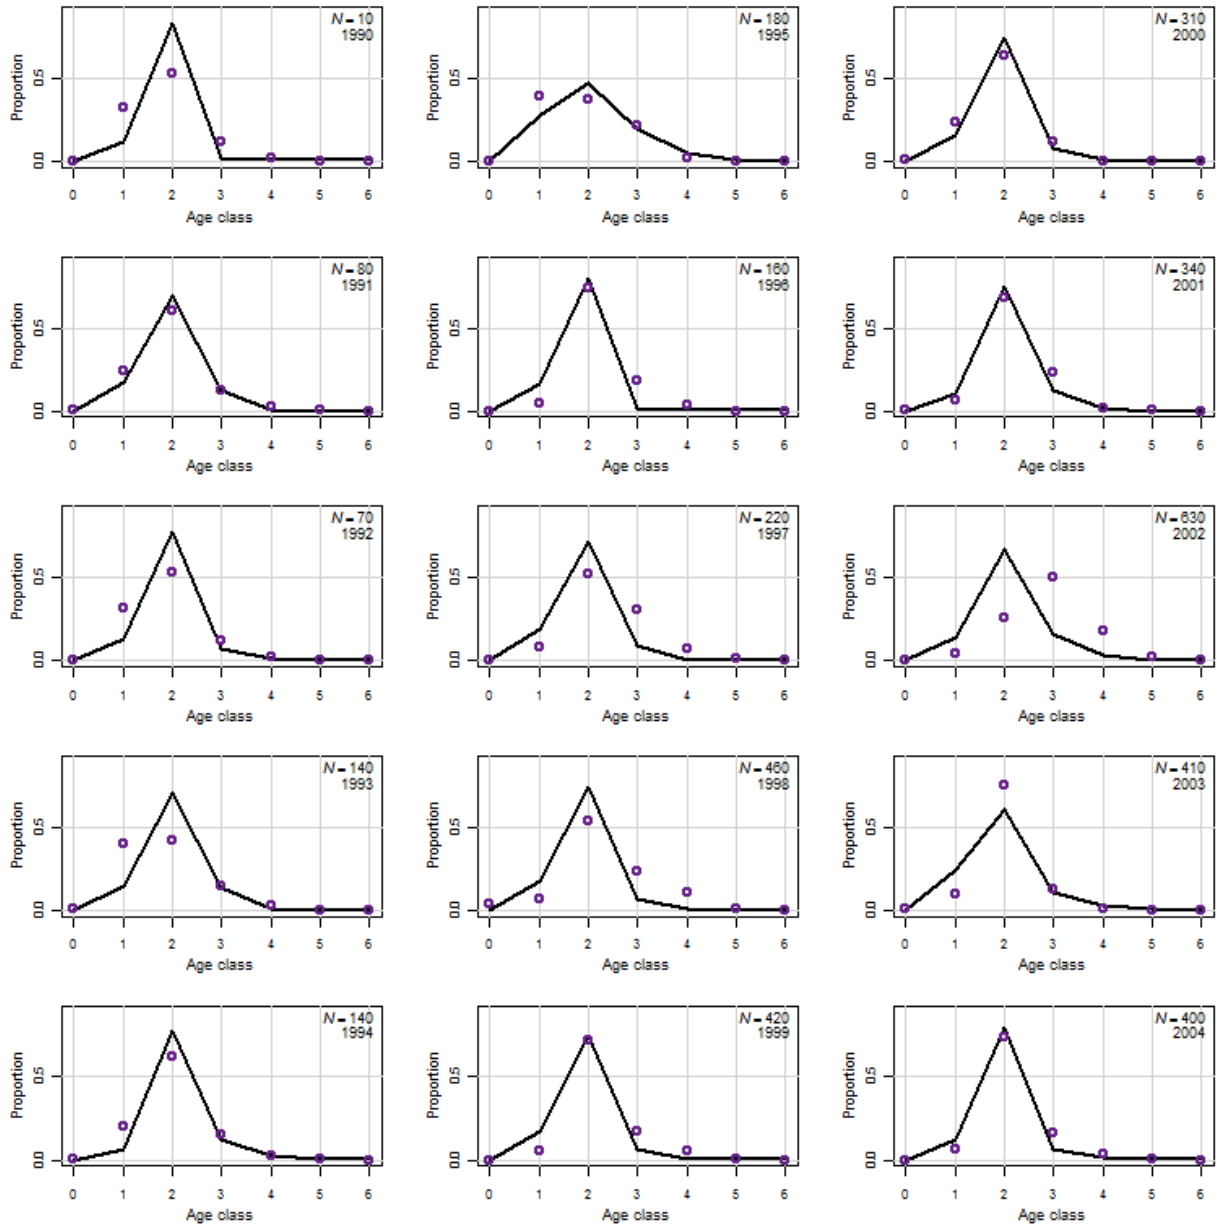 N = 10
1990
0.5
0.0
Proportion
0 1 2 3 4 5 6
Age class
N = 180
1995
0.5
0.0
Proportion
0 1 2 3 4 5 6
Age class
N = 310
2000
0.5
0.0
Proportion
0 1 2 3 4 5 6
Age class
N = 80
1991
0.5
0.0
Proportion
0 1 2 3 4 5 6
Age class
N = 160
1996
0.5
0.0
Proportion
0 1 2 3 4 5 6
Age class
N = 340
2001
0.5
0.0
Proportion
0 1 2 3 4 5 6
Age class
N = 70
1992
0.5
0.0
Proportion
0 1 2 3 4 5 6
Age class
N = 220
1997
0.5
0.0
Proportion
0 1 2 3 4 5 6
Age class
N = 630
2002
0.5
0.0
Proportion
0 1 2 3 4 5 6
Age class
N = 140
1993
0.5
0.0
Proportion
0 1 2 3 4 5 6
Age class
N = 460
1998
0.5
0.0
Proportion
0 1 2 3 4 5 6
Age class
N = 410
2003
0.5
0.0
Proportion
0 1 2 3 4 5 6
Age class
N = 140
1994
0.5
0.0
Proportion
0 1 2 3 4 5 6
Age class
N = 420
1999
0.5
0.0
Proportion
0 1 2 3 4 5 6
Age class
N = 400
2004
0.5
0.0
Proportion
0 1 2 3 4 5 6
Age class